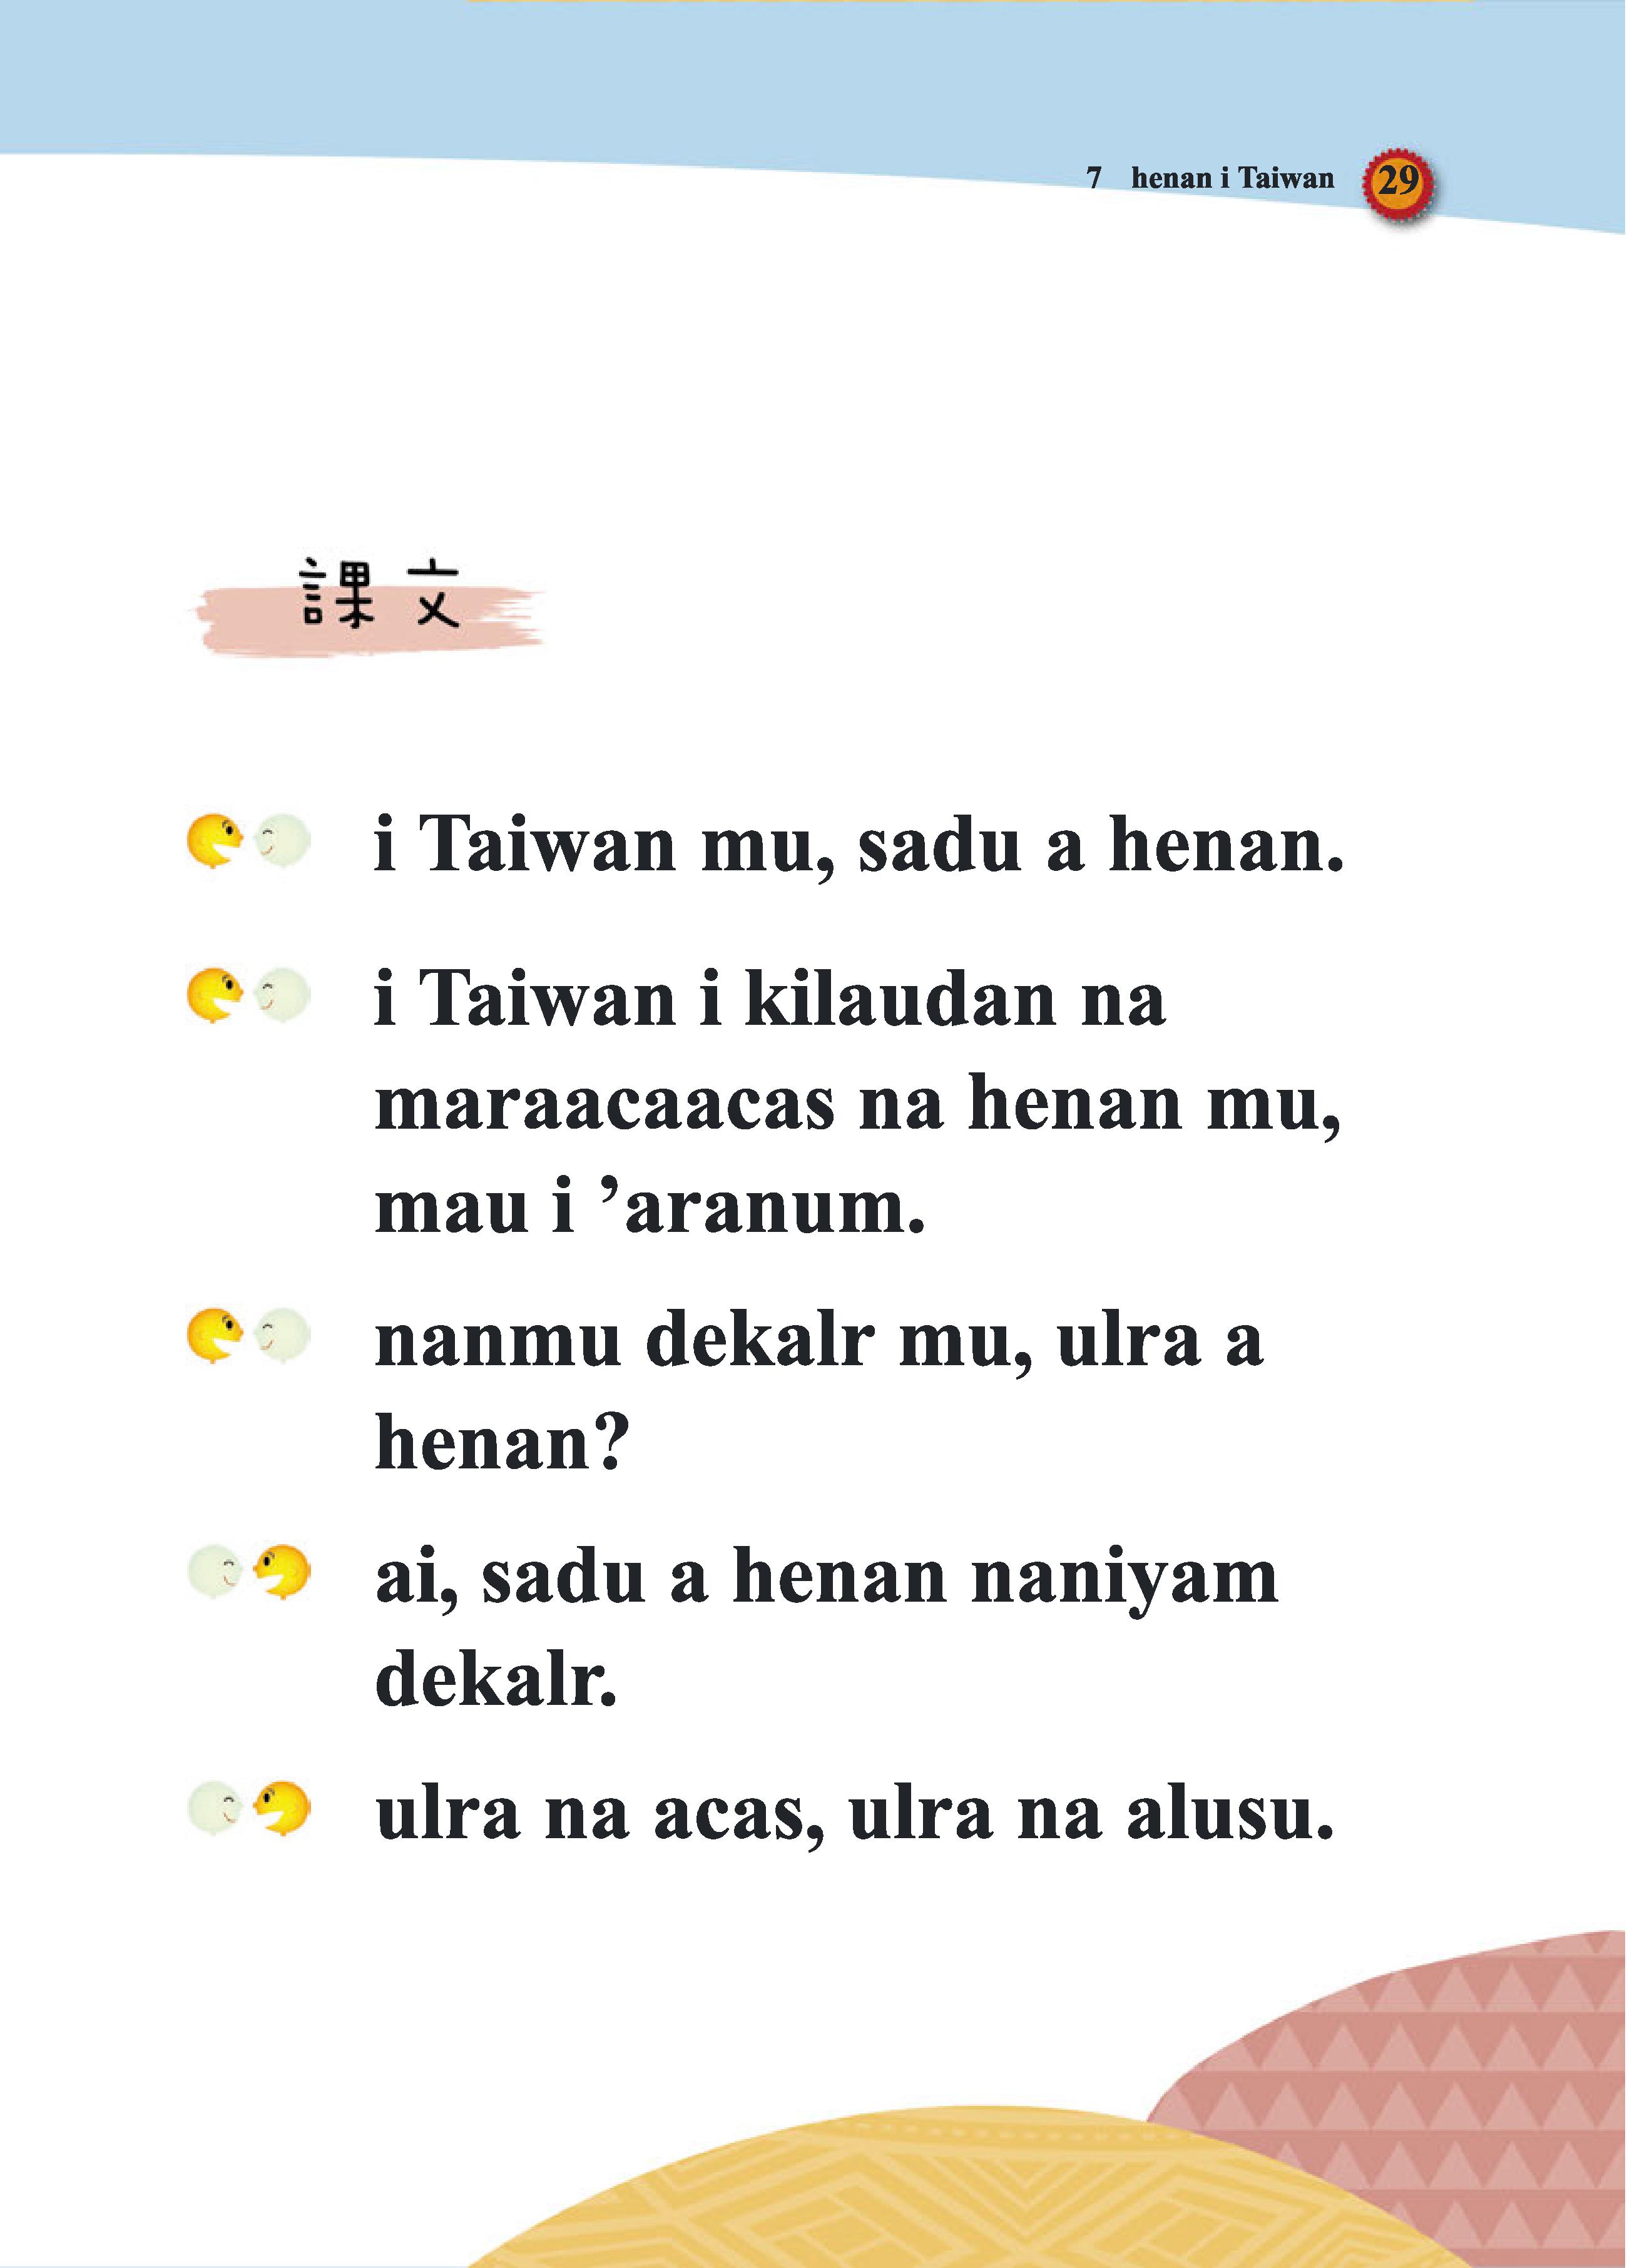 7 henan i Taiwan 29
課文
i Taiwan mu, sadu a henan.
i Taiwan i kilaudan na
maraacaacas na henan mu,
mau i ’aranum.
nanmu dekalr mu, ulra a
henan?
ai, sadu a henan naniyam
dekalr.
ulra na acas, ulra na alusu.